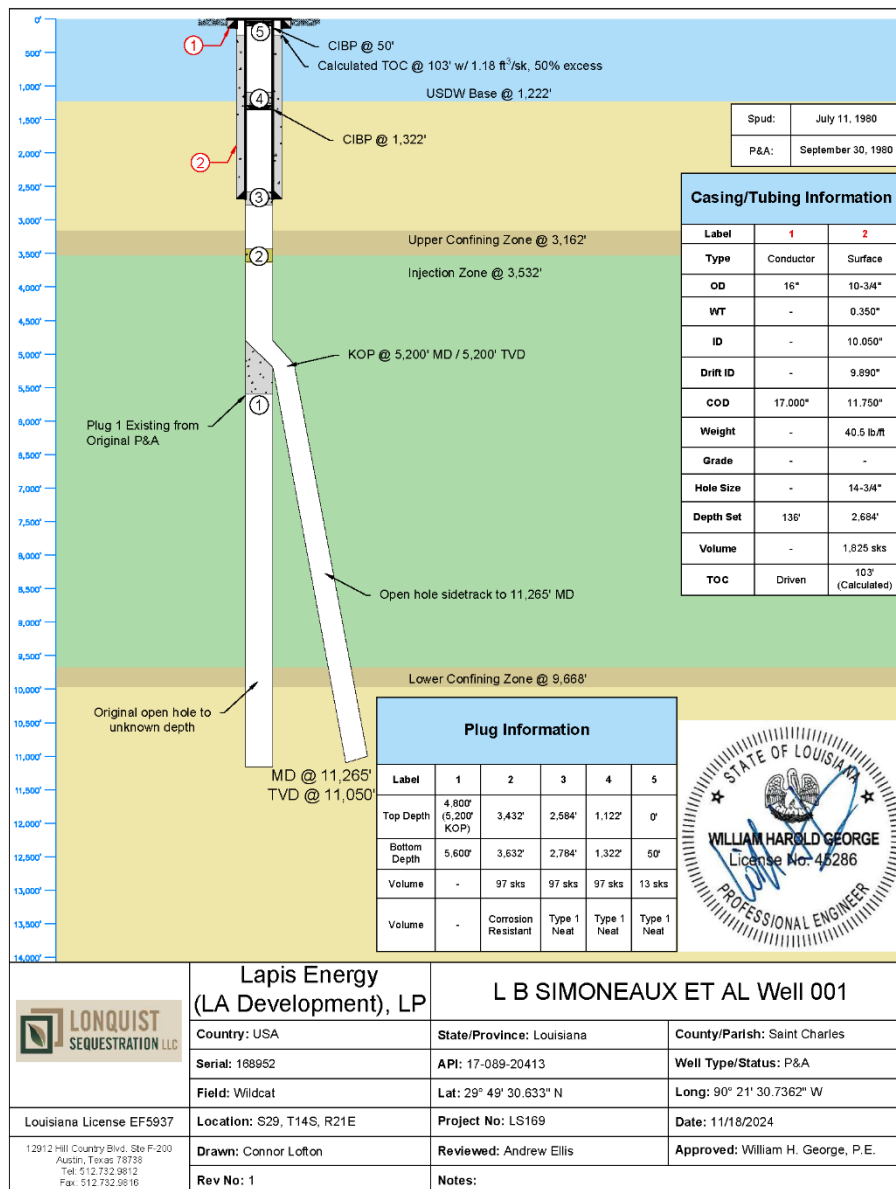 0'
500'
1,000'
1,500'
2,000'
2,500'
3,000'
3,500'
4,000'
4,500'
5,000'
5,500'
6,000'
6,500'
7,000'
7,500'
8,000'
8,500'
9,000'
9,500'
10,000'
10,500'
11,000'
11,500'
12,000'
12,500'
13,000'
13,500'
14,000'
1
5
CIBP @ 50'
Calculated TOC @ 103' w/ 1.18 ft³/sk, 50% excess
USDW Base @ 1,222'
4
CIBP @ 1,322'
2
3
Upper Confining Zone @ 3,162'
2
Injection Zone @ 3,532'
KOP @ 5,200' MD / 5,200' TVD
1
Plug 1 Existing from
Original P&A
Open hole sidetrack to 11,265' MD
Lower Confining Zone @ 9,668'
Original open hole to
unknown depth
MD @ 11,265'
TVD @ 11,050'
Spud: July 11, 1980
P&A: September 30, 1980
Casing/Tubing Information
Label 1 2
Type Conductor Surface
OD 16" 10-3/4"
WT - 0.350"
ID - 10.050"
Drift ID - 9.890"
COD 17.000" 11.750"
Weight - 40.5 lb/ft
Grade - -
Hole Size - 14-3/4"
Depth Set 136' 2,684'
Volume - 1,825 sks
TOC Driven 103'
(Calculated)
Plug Information
Label 1 2 3 4 5
Top Depth 4,800'
(5,200'
KOP) 3,432' 2,584' 1,122' 0'
Bottom
Depth 5,600' 3,632' 2,784' 1,322' 50'
Volume - 97 sks 97 sks 97 sks 13 sks
Volume - Corrosion
Resistant Type 1
Neat Type 1
Neat Type 1
Neat
STATE OF LOUISIANA
WILLIAM HAROLD GEORGE
License No. 45286
PROFESSIONAL ENGINEER
LONQUIST
SEQUESTRATION LLC
Louisiana License EF5937
12912 Hill Country Blvd. Ste F-200
Austin, Texas 78738
Tel: 512.732.9812
Fax: 512.732.9816
Lapis Energy
(LA Development), LP
L B SIMONEAUX ET AL Well 001
Country: USA
State/Province: Louisiana
County/Parish: Saint Charles
Serial: 168952
API: 17-089-20413
Well Type/Status: P&A
Field: Wildcat
Lat: 29° 49' 30.633" N
Long: 90° 21' 30.7362" W
Location: S29, T14S, R21E
Project No: LS169
Date: 11/18/2024
Drawn: Connor Lofton
Reviewed: Andrew Ellis
Approved: William H. George, P.E.
Rev No: 1
Notes: